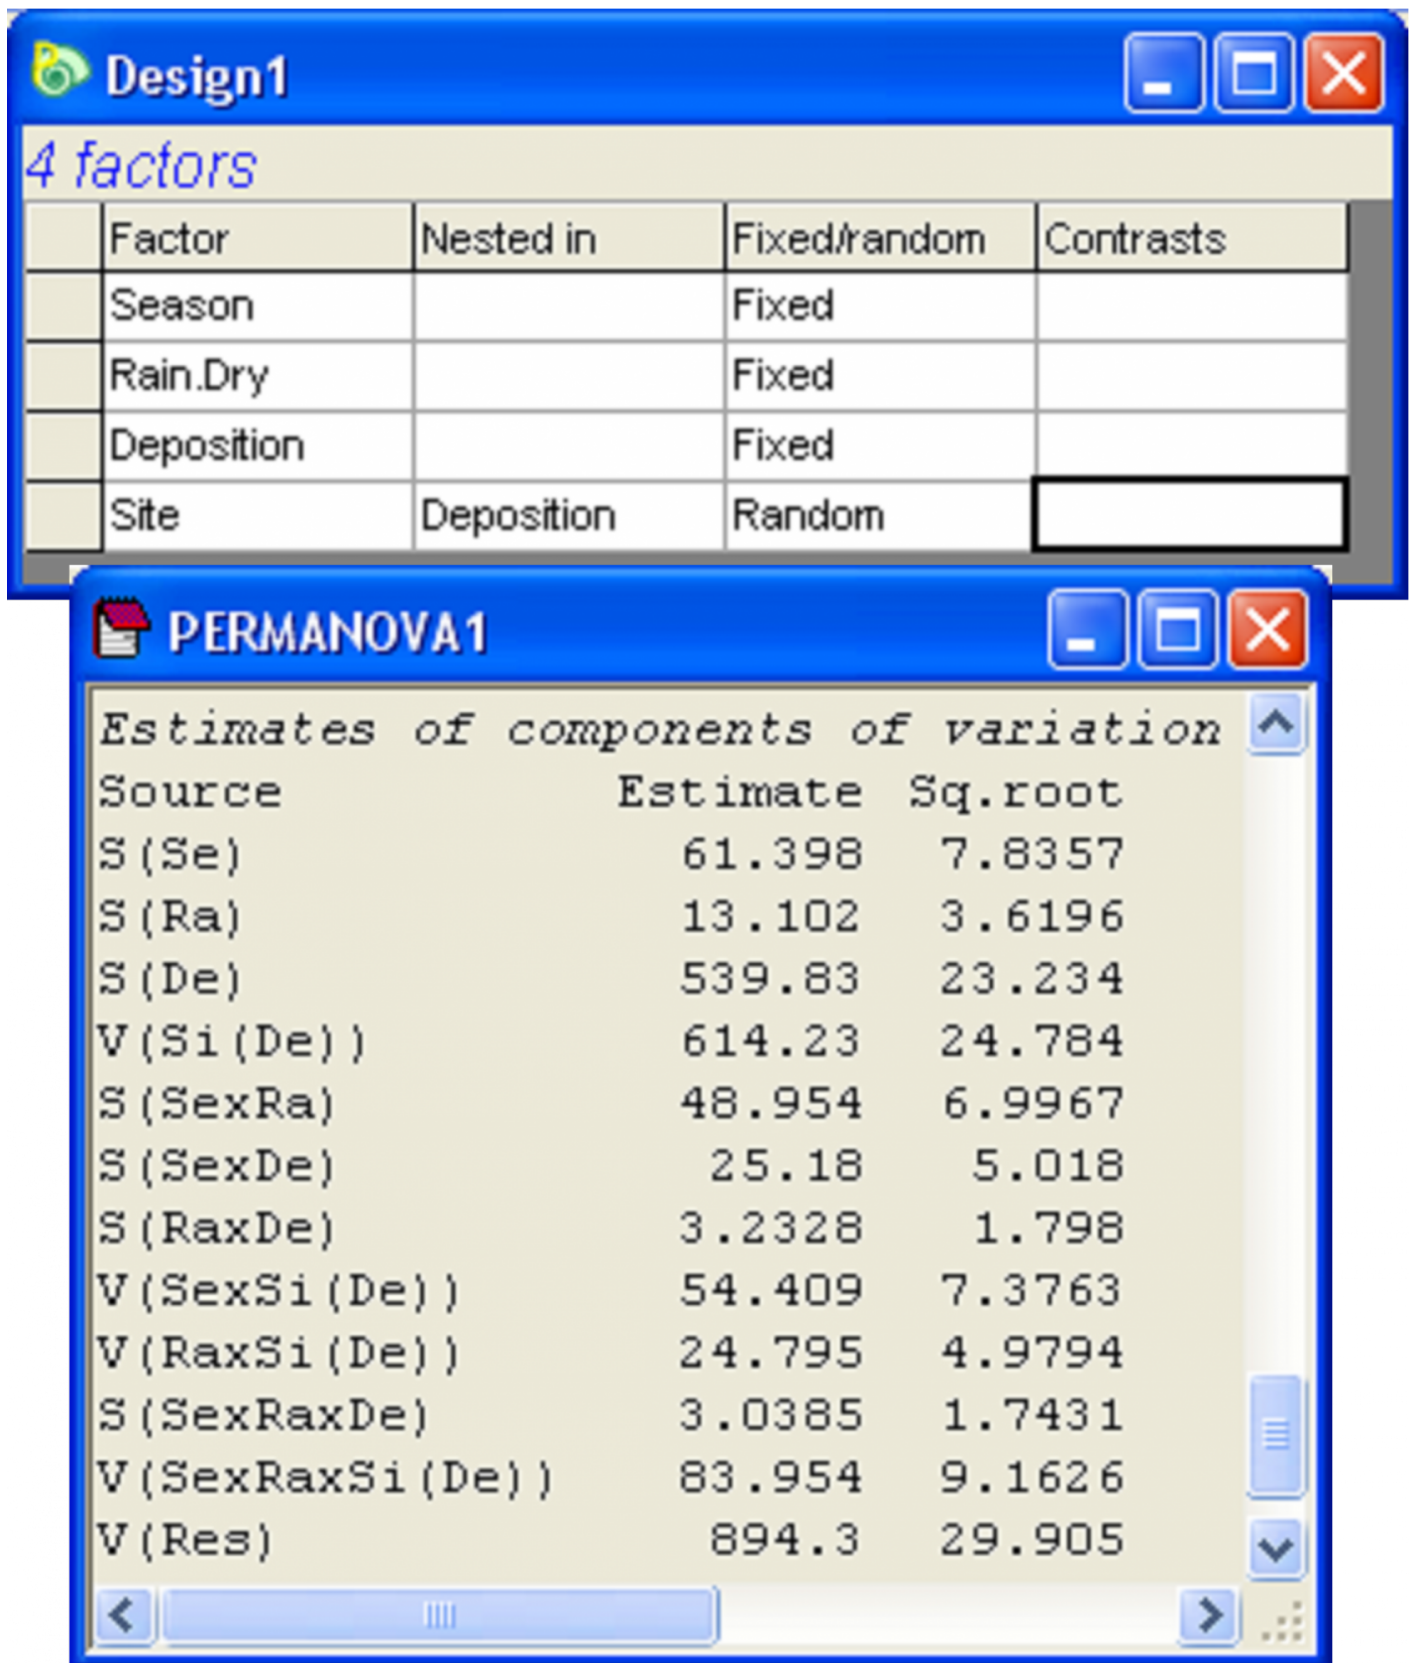 Design1
4 factors
Factor Nested in Fixed/random Contrasts
Season Fixed
Rain.Dry Fixed
Deposition Fixed
Site Deposition Random
PERMANOVA1
Estimates of components of variation
Source Estimate Sq.root
S(Se) 61.398 7.8357
S(Ra) 13.102 3.6196
S(De) 539.83 23.234
V(Si(De)) 614.23 24.784
S(SexRa) 48.954 6.9967
S(SexDe) 25.18 5.018
S(RaxDe) 3.2328 1.798
V(SexSi(De)) 54.409 7.3763
V(RaxSi(De)) 24.795 4.9794
S(SexRaxDe) 3.0385 1.7431
V(SexRaxSi(De)) 83.954 9.1626
V(Res) 894.3 29.905